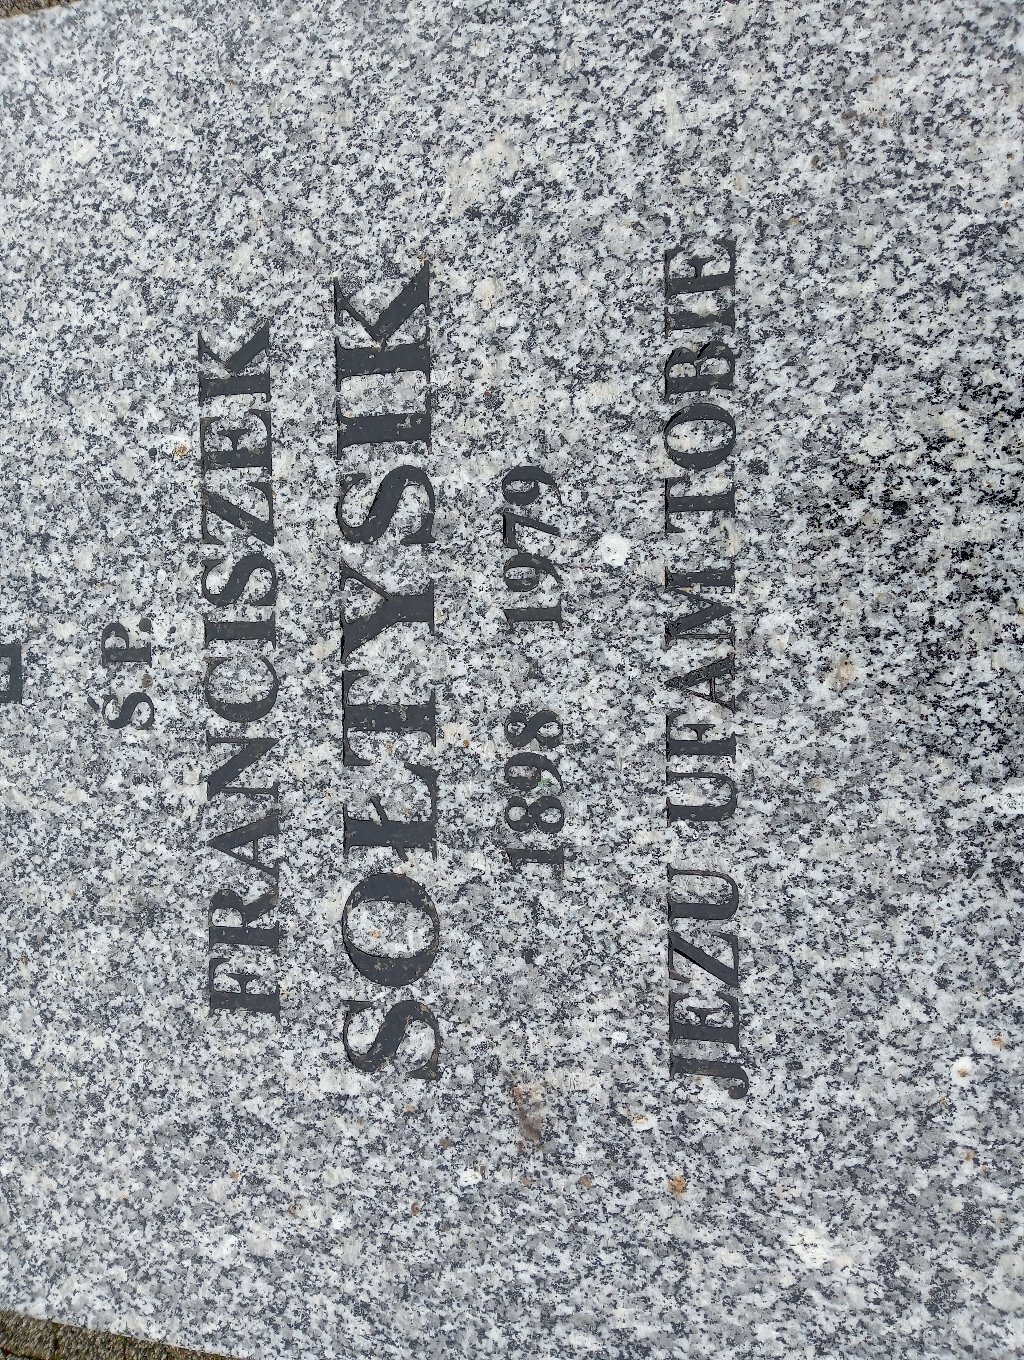 Ś.P.
FRANCISZEK
SOŁTYSIK
1898 - 1979
JEZU UFAM TOBIE